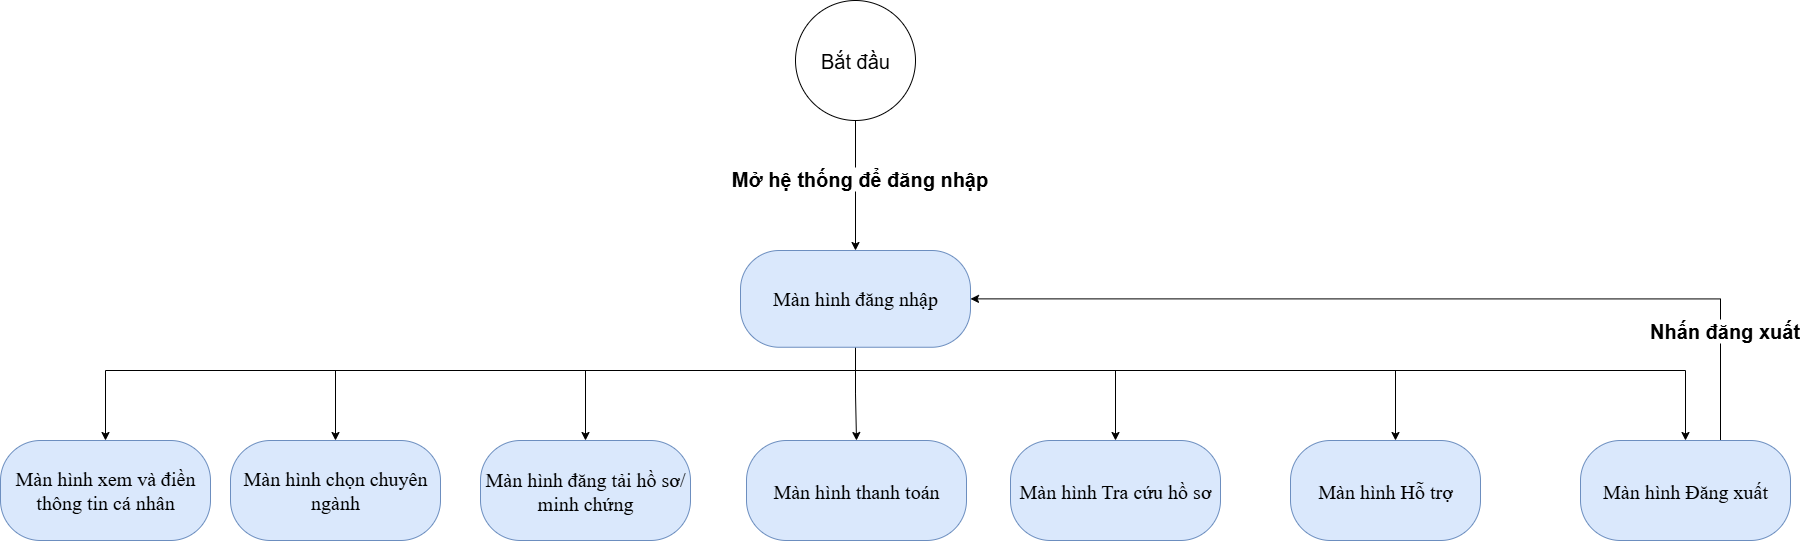 Bắt đầu
Mở hệ thống để đăng nhập
Màn hình đăng nhập
Nhấn đăng xuất
Màn hình xem và điền
thông tin cá nhân
Màn hình chọn chuyên
ngành
Màn hình đăng tải hồ sơ/
minh chứng
Màn hình thanh toán
Màn hình Tra cứu hồ sơ
Màn hình Hỗ trợ
Màn hình Đăng xuất